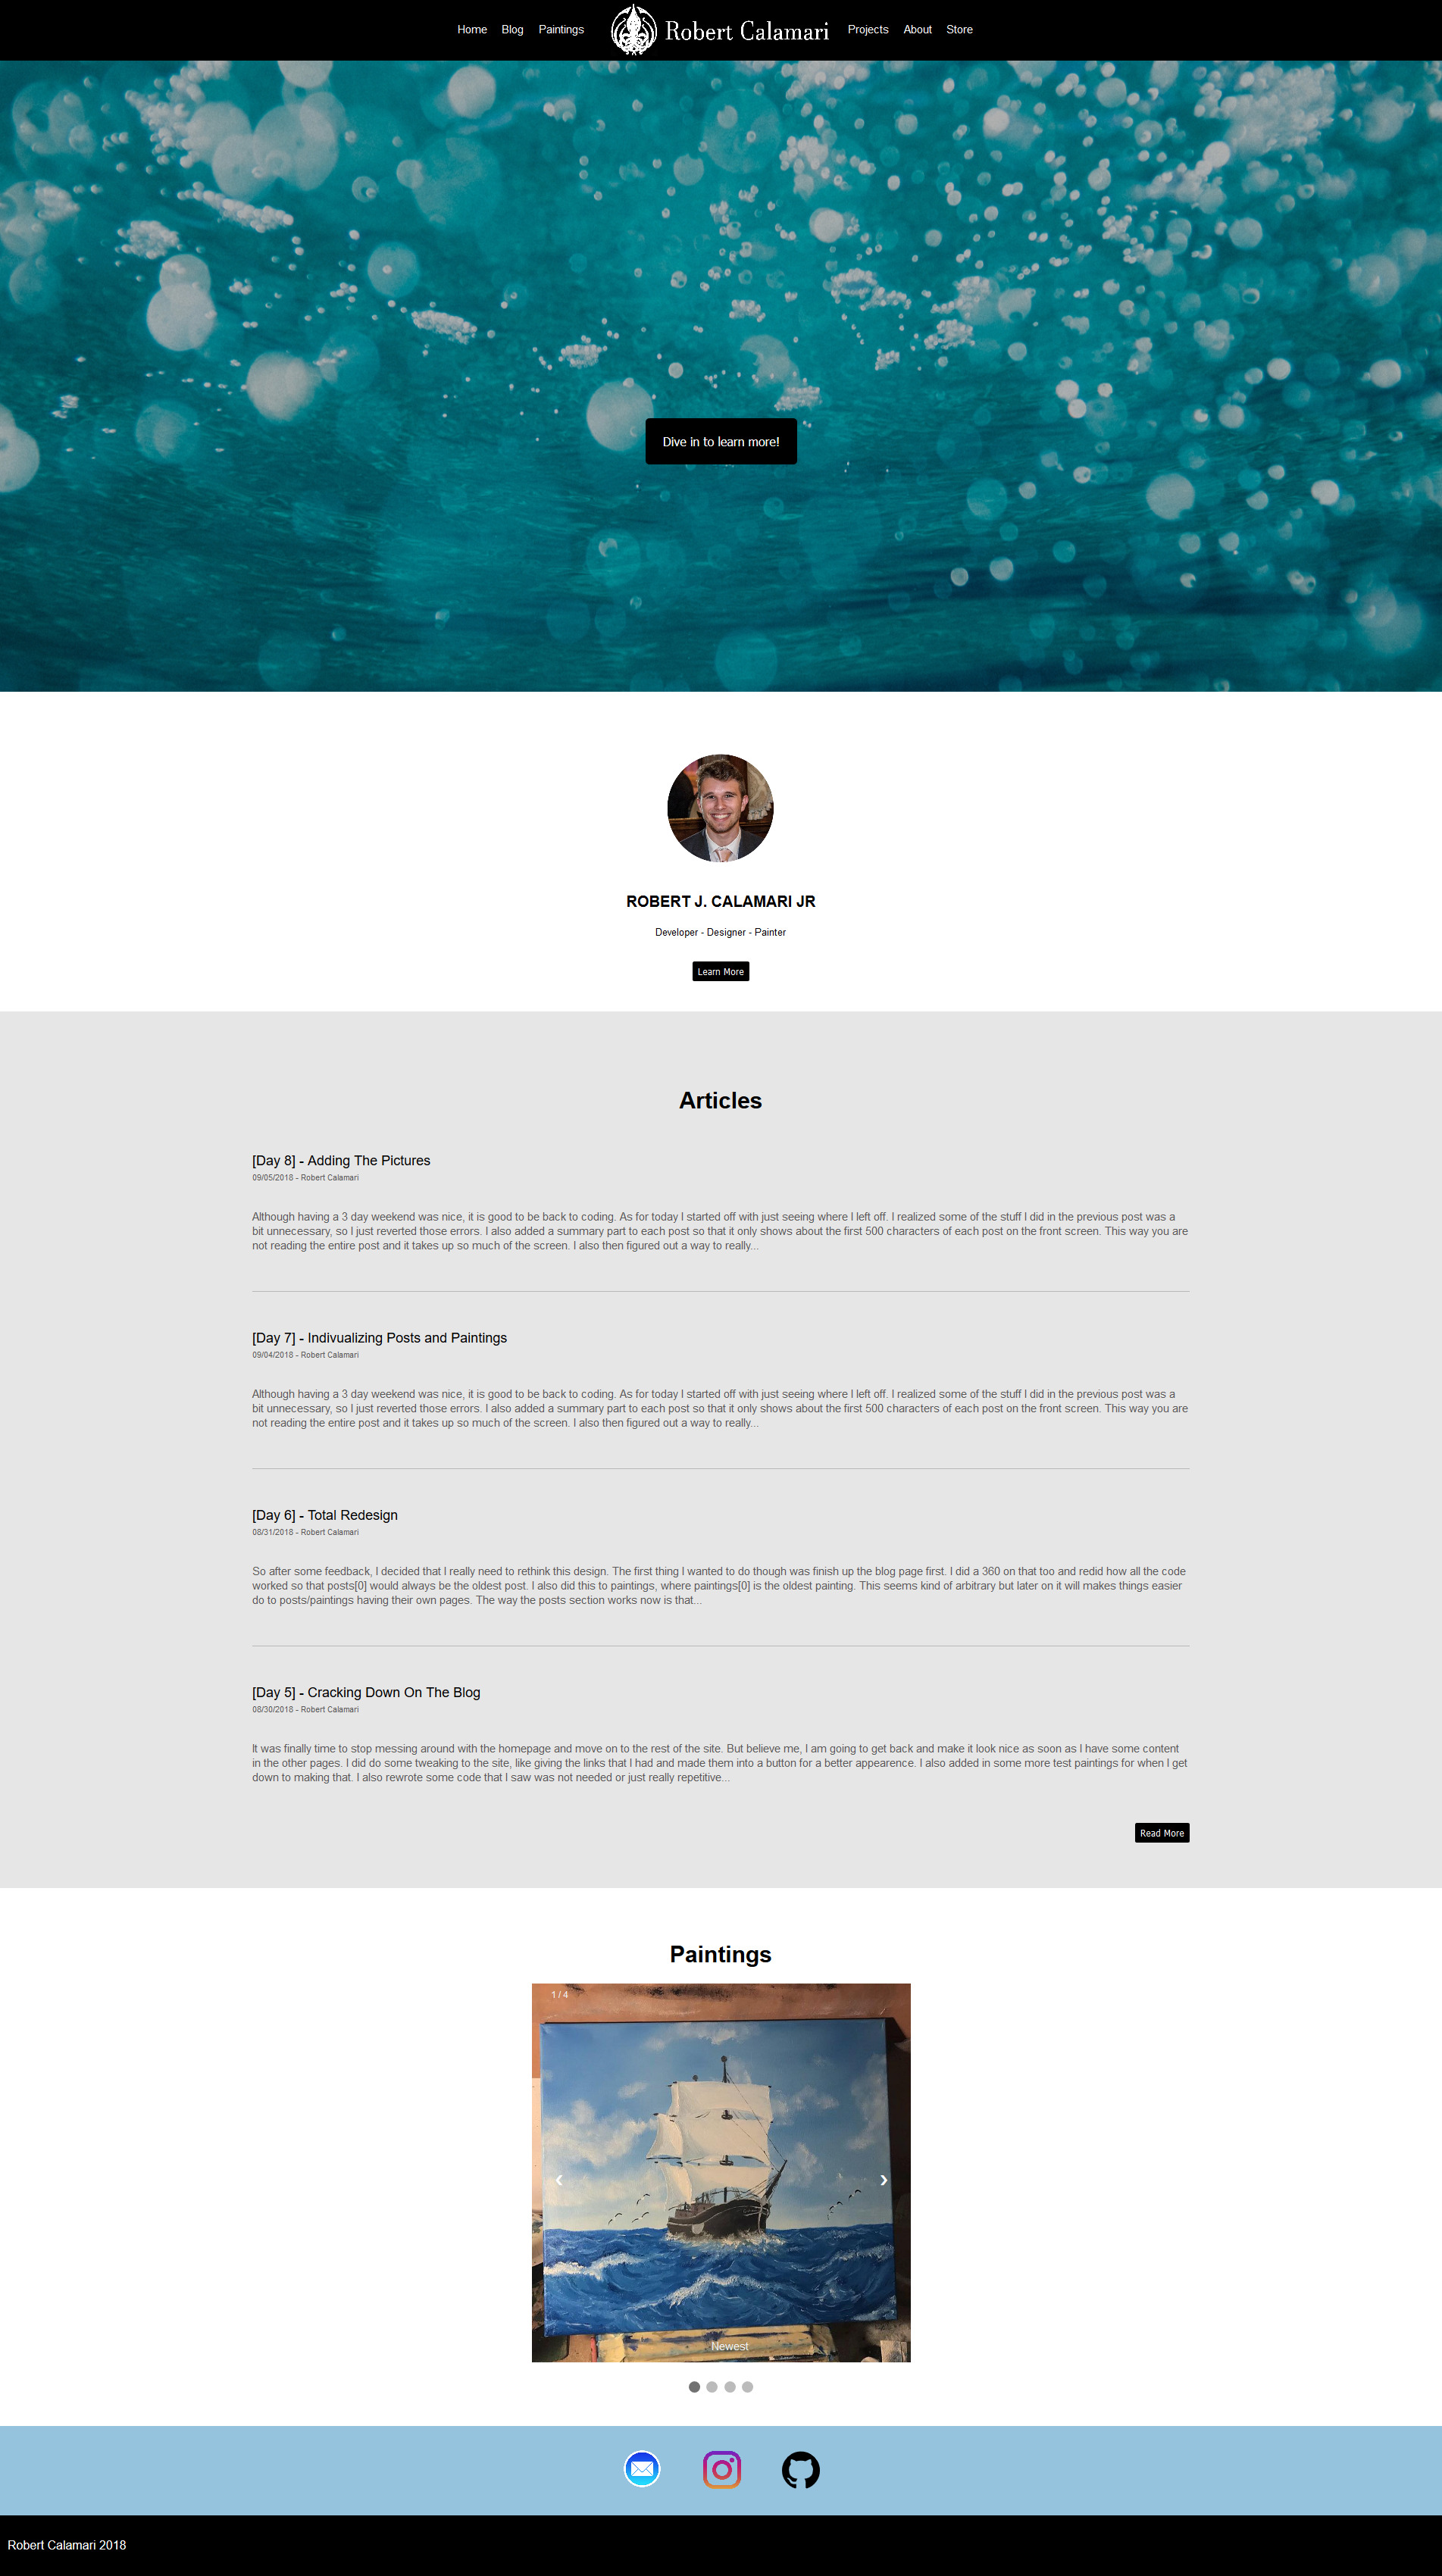 Home Blog Paintings Robert Calamari Projects About Store
Dive in to learn more!
ROBERT J. CALAMARI JR
Developer - Designer - Painter
Learn More
Articles
[Day 8] - Adding The Pictures
09/05/2018 - Robert Calamari
Although having a 3 day weekend was nice, it is good to be back to coding. As for today I started off with just seeing where I left off. I realized some of the stuff I did in the previous post was a
bit unnecessary, so I just reverted those errors. I also added a summary part to each post so that it only shows about the first 500 characters of each post on the front screen. This way you are
not reading the entire post and it takes up so much of the screen. I also then figured out a way to really...
[Day 7] - Indivualizing Posts and Paintings
09/04/2018 - Robert Calamari
Although having a 3 day weekend was nice, it is good to be back to coding. As for today I started off with just seeing where I left off. I realized some of the stuff I did in the previous post was a
bit unnecessary, so I just reverted those errors. I also added a summary part to each post so that it only shows about the first 500 characters of each post on the front screen. This way you are
not reading the entire post and it takes up so much of the screen. I also then figured out a way to really...
[Day 6] - Total Redesign
08/31/2018 - Robert Calamari
So after some feedback, I decided that I really need to rethink this design. The first thing I wanted to do though was finish up the blog page first. I did a 360 on that too and redid how all the code
worked so that posts[0] would always be the oldest post. I also did this to paintings, where paintings[0] is the oldest painting. This seems kind of arbitrary but later on it will makes things easier
do to posts/paintings having their own pages. The way the posts section works now is that...
[Day 5] - Cracking Down On The Blog
08/30/2018 - Robert Calamari
It was finally time to stop messing around with the homepage and move on to the rest of the site. But believe me, I am going to get back and make it look nice as soon as I have some content
in the other pages. I did do some tweaking to the site, like giving the links that I had and made them into a button for a better appearence. I also added in some more test paintings for when I get
down to making that. I also rewrote some code that I saw was not needed or just really repetitive...
Read More
Paintings
1 / 4
Newest
Robert Calamari 2018